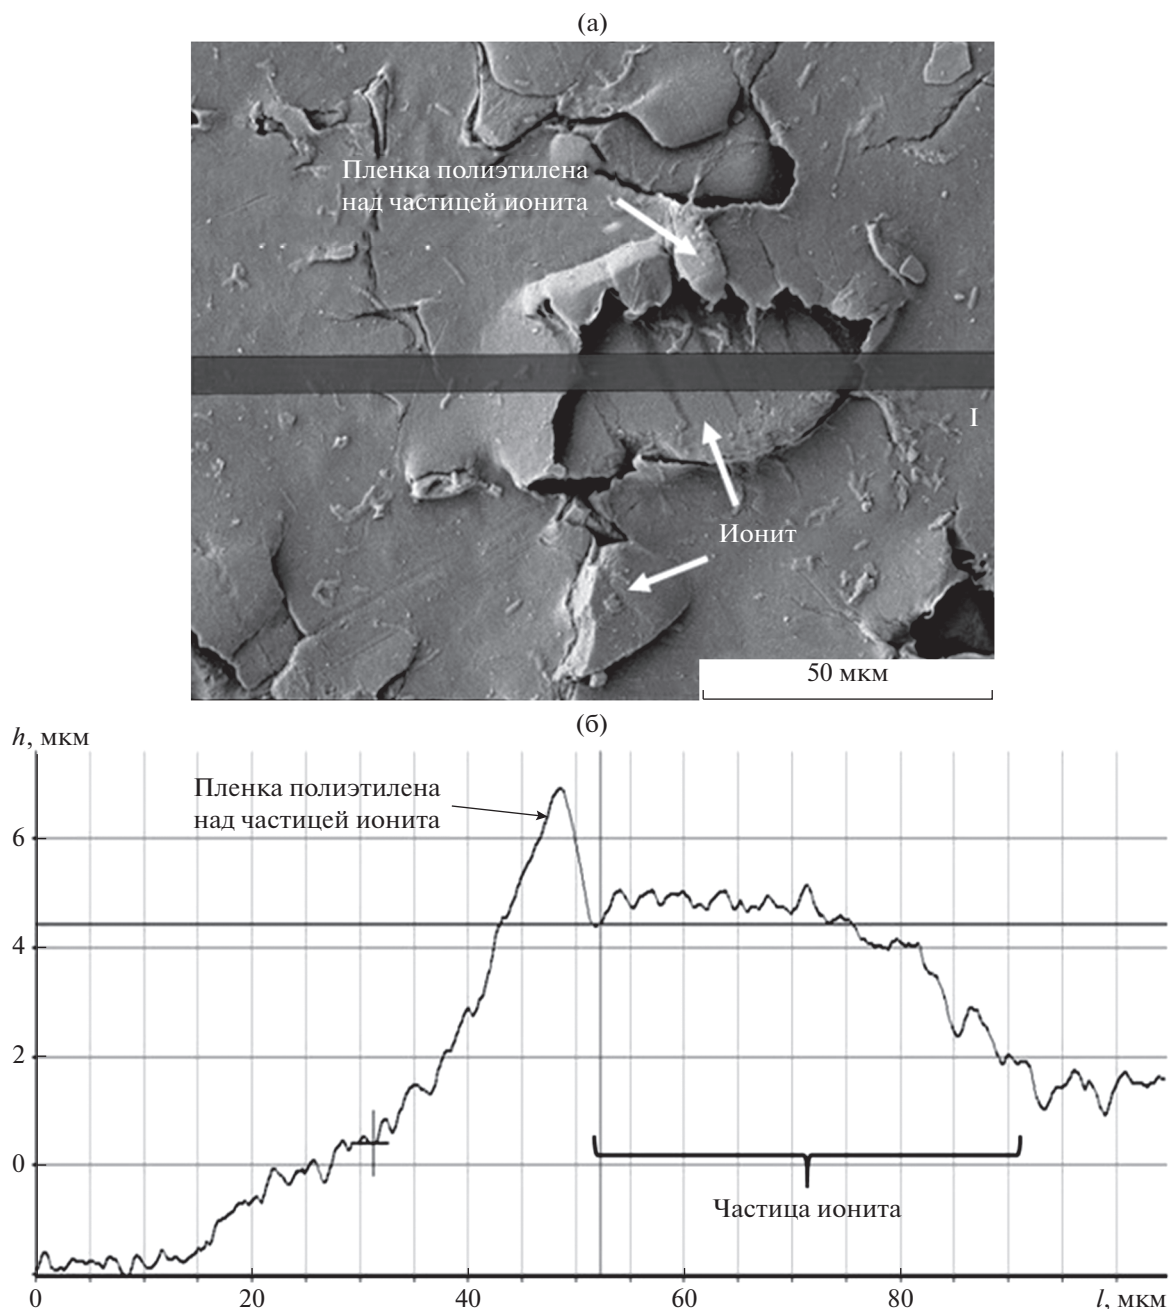 (а)
Пленка полиэтилена
над частицей ионита
I
Ионит
50 мкм
(б)
h, мкм
Пленка полиэтилена
над частицей ионита
6
4
2
0
Частица ионита
0 20 40 60 80 l, мкм